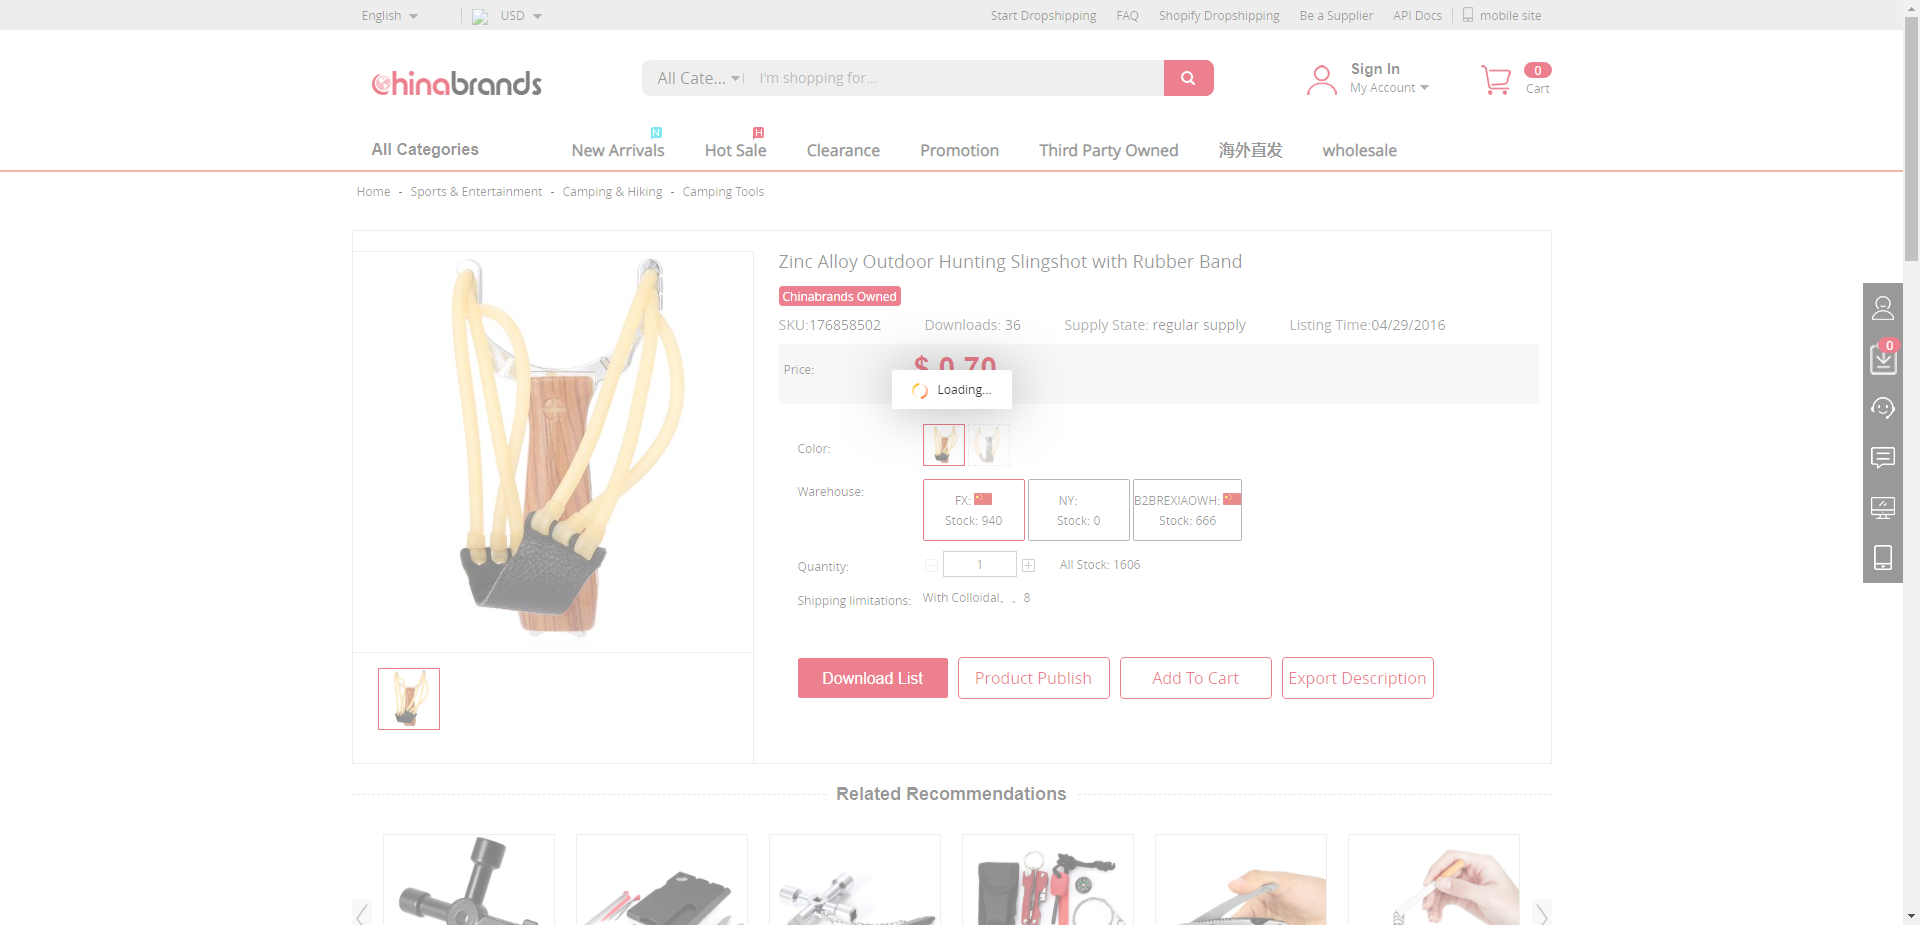 English
USD
Start Dropshipping
FAQ
Shopify Dropshipping
Be a Supplier
API Docs
mobile site
chinabrands
All Cate...
I'm shopping for...
Sign In
My Account
0
Cart
N
H
All Categories
New Arrivals
Hot Sale
Clearance
Promotion
Third Party Owned
海外直发
wholesale
Home - Sports & Entertainment - Camping & Hiking - Camping Tools
Zinc Alloy Outdoor Hunting Slingshot with Rubber Band
Chinabrands Owned
SKU:176858502 Downloads: 36 Supply State: regular supply Listing Time:04/29/2016
Price: $ 0.70
Loading...
0
Color:
Warehouse:
FX:
Stock: 940
NY:
Stock: 0
B2BREXIAOWH:
Stock: 666
Quantity: 1 All Stock: 1606
Shipping limitations: With Colloidal、、8
Download List
Product Publish
Add To Cart
Export Description
Related Recommendations